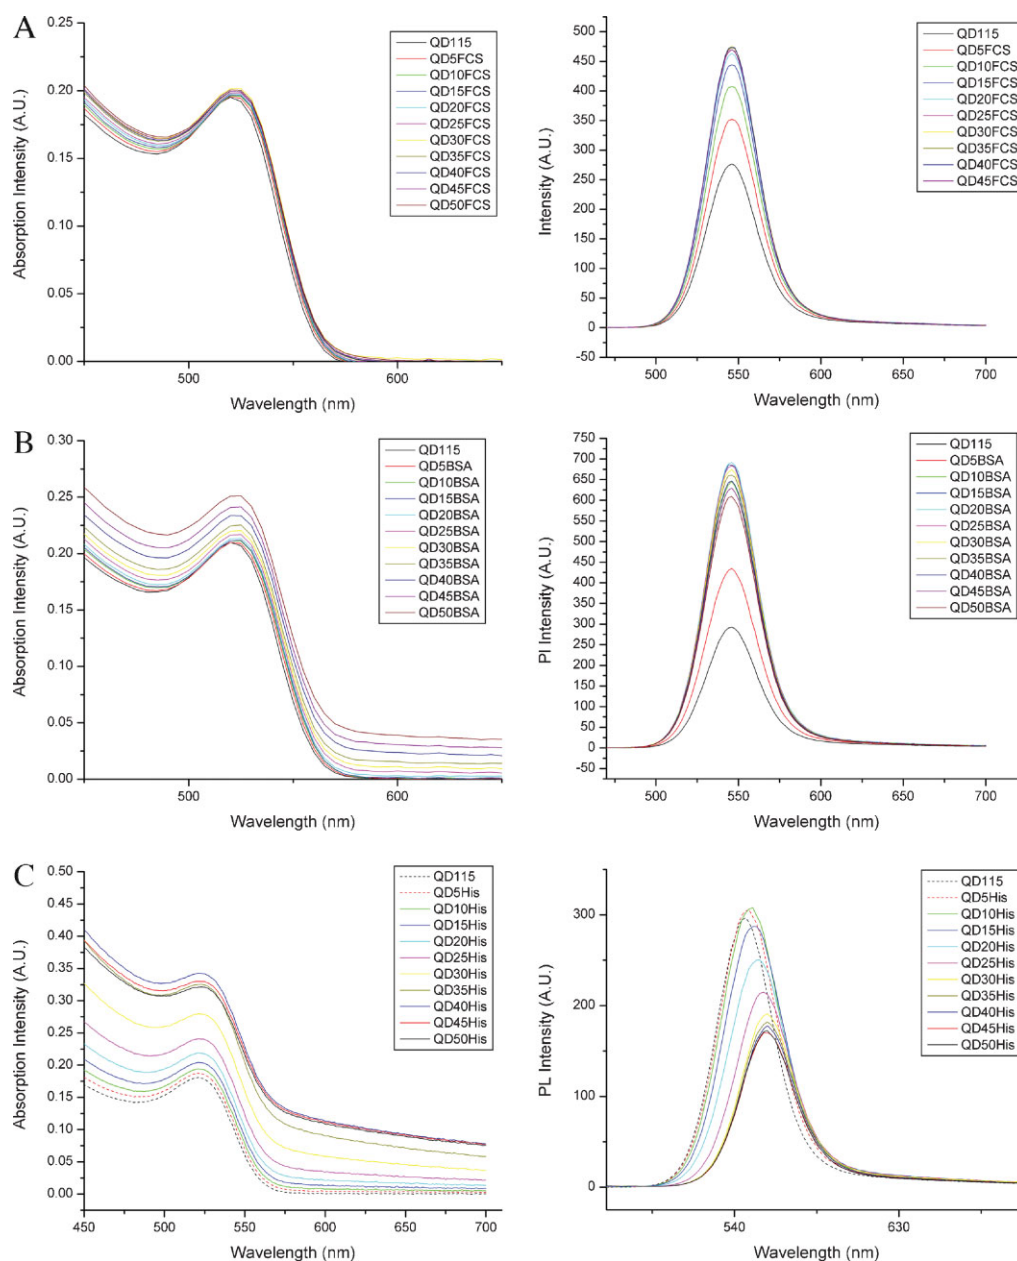 A
0.25
0.20
0.15
0.10
0.05
0.00
500
600
Absorption Intensity (A.U.)
Wavelength (nm)
QD115
QD5FCS
QD10FCS
QD15FCS
QD20FCS
QD25FCS
QD30FCS
QD35FCS
QD40FCS
QD45FCS
QD50FCS
500
450
400
350
300
250
200
150
100
50
0
-50
500
550
600
650
700
Intensity (A.U.)
Wavelength (nm)
QD115
QD5FCS
QD10FCS
QD15FCS
QD20FCS
QD25FCS
QD30FCS
QD35FCS
QD40FCS
QD45FCS
B
0.30
0.25
0.20
0.15
0.10
0.05
0.00
500
600
Absorption Intensity (A.U.)
Wavelength (nm)
QD115
QD5BSA
QD10BSA
QD15BSA
QD20BSA
QD25BSA
QD30BSA
QD35BSA
QD40BSA
QD45BSA
QD50BSA
750
700
650
600
550
500
450
400
350
300
250
200
150
100
50
0
-50
500
550
600
650
700
PI Intensity (A.U.)
Wavelength (nm)
QD115
QD5BSA
QD10BSA
QD15BSA
QD20BSA
QD25BSA
QD30BSA
QD35BSA
QD40BSA
QD45BSA
QD50BSA
C
0.50
0.45
0.40
0.35
0.30
0.25
0.20
0.15
0.10
0.05
0.00
450
500
550
600
650
700
Absorption Intensity (A.U.)
Wavelength (nm)
QD115
QD5His
QD10His
QD15His
QD20His
QD25His
QD30His
QD35His
QD40His
QD45His
QD50His
300
200
100
0
540
630
PL Intensity (A.U.)
Wavelength (nm)
QD115
QD5His
QD10His
QD15His
QD20His
QD25His
QD30His
QD35His
QD40His
QD45His
QD50His